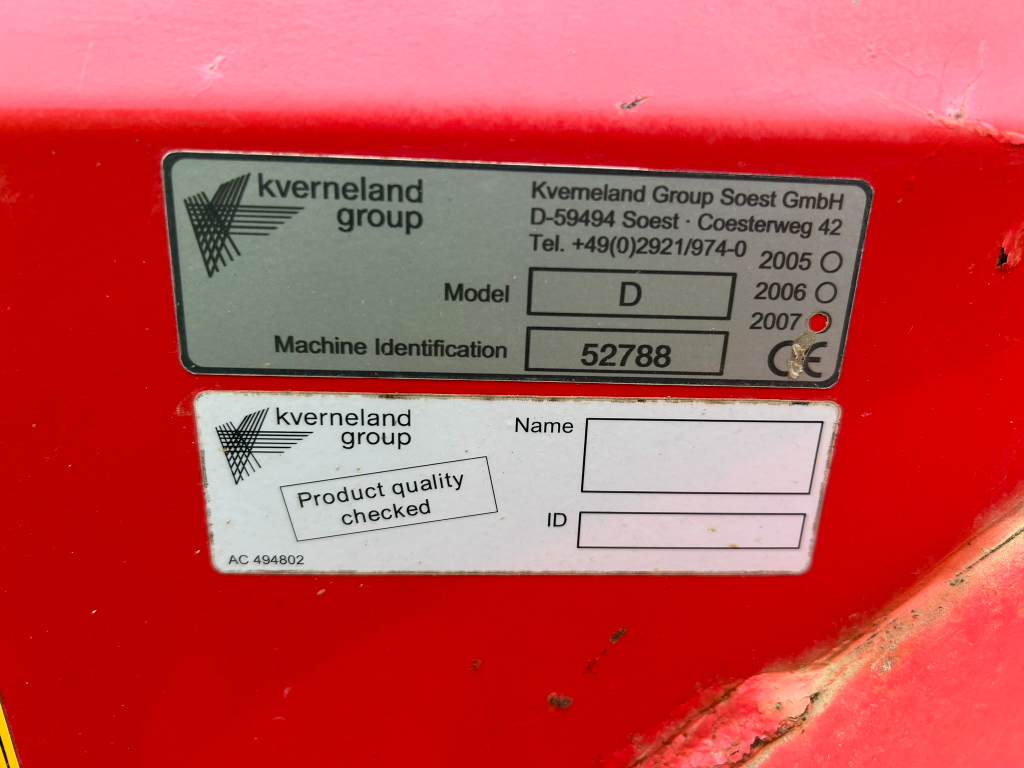 kverneland
group
Kverneland Group Soest GmbH
D-59494 Soest · Coesterweg 42
Tel. +49(0)2921/974-0
2005
Model D 2006
2007
Machine Identification 52788
CE
kverneland
group
Name
Product quality
checked
ID
AC 494802